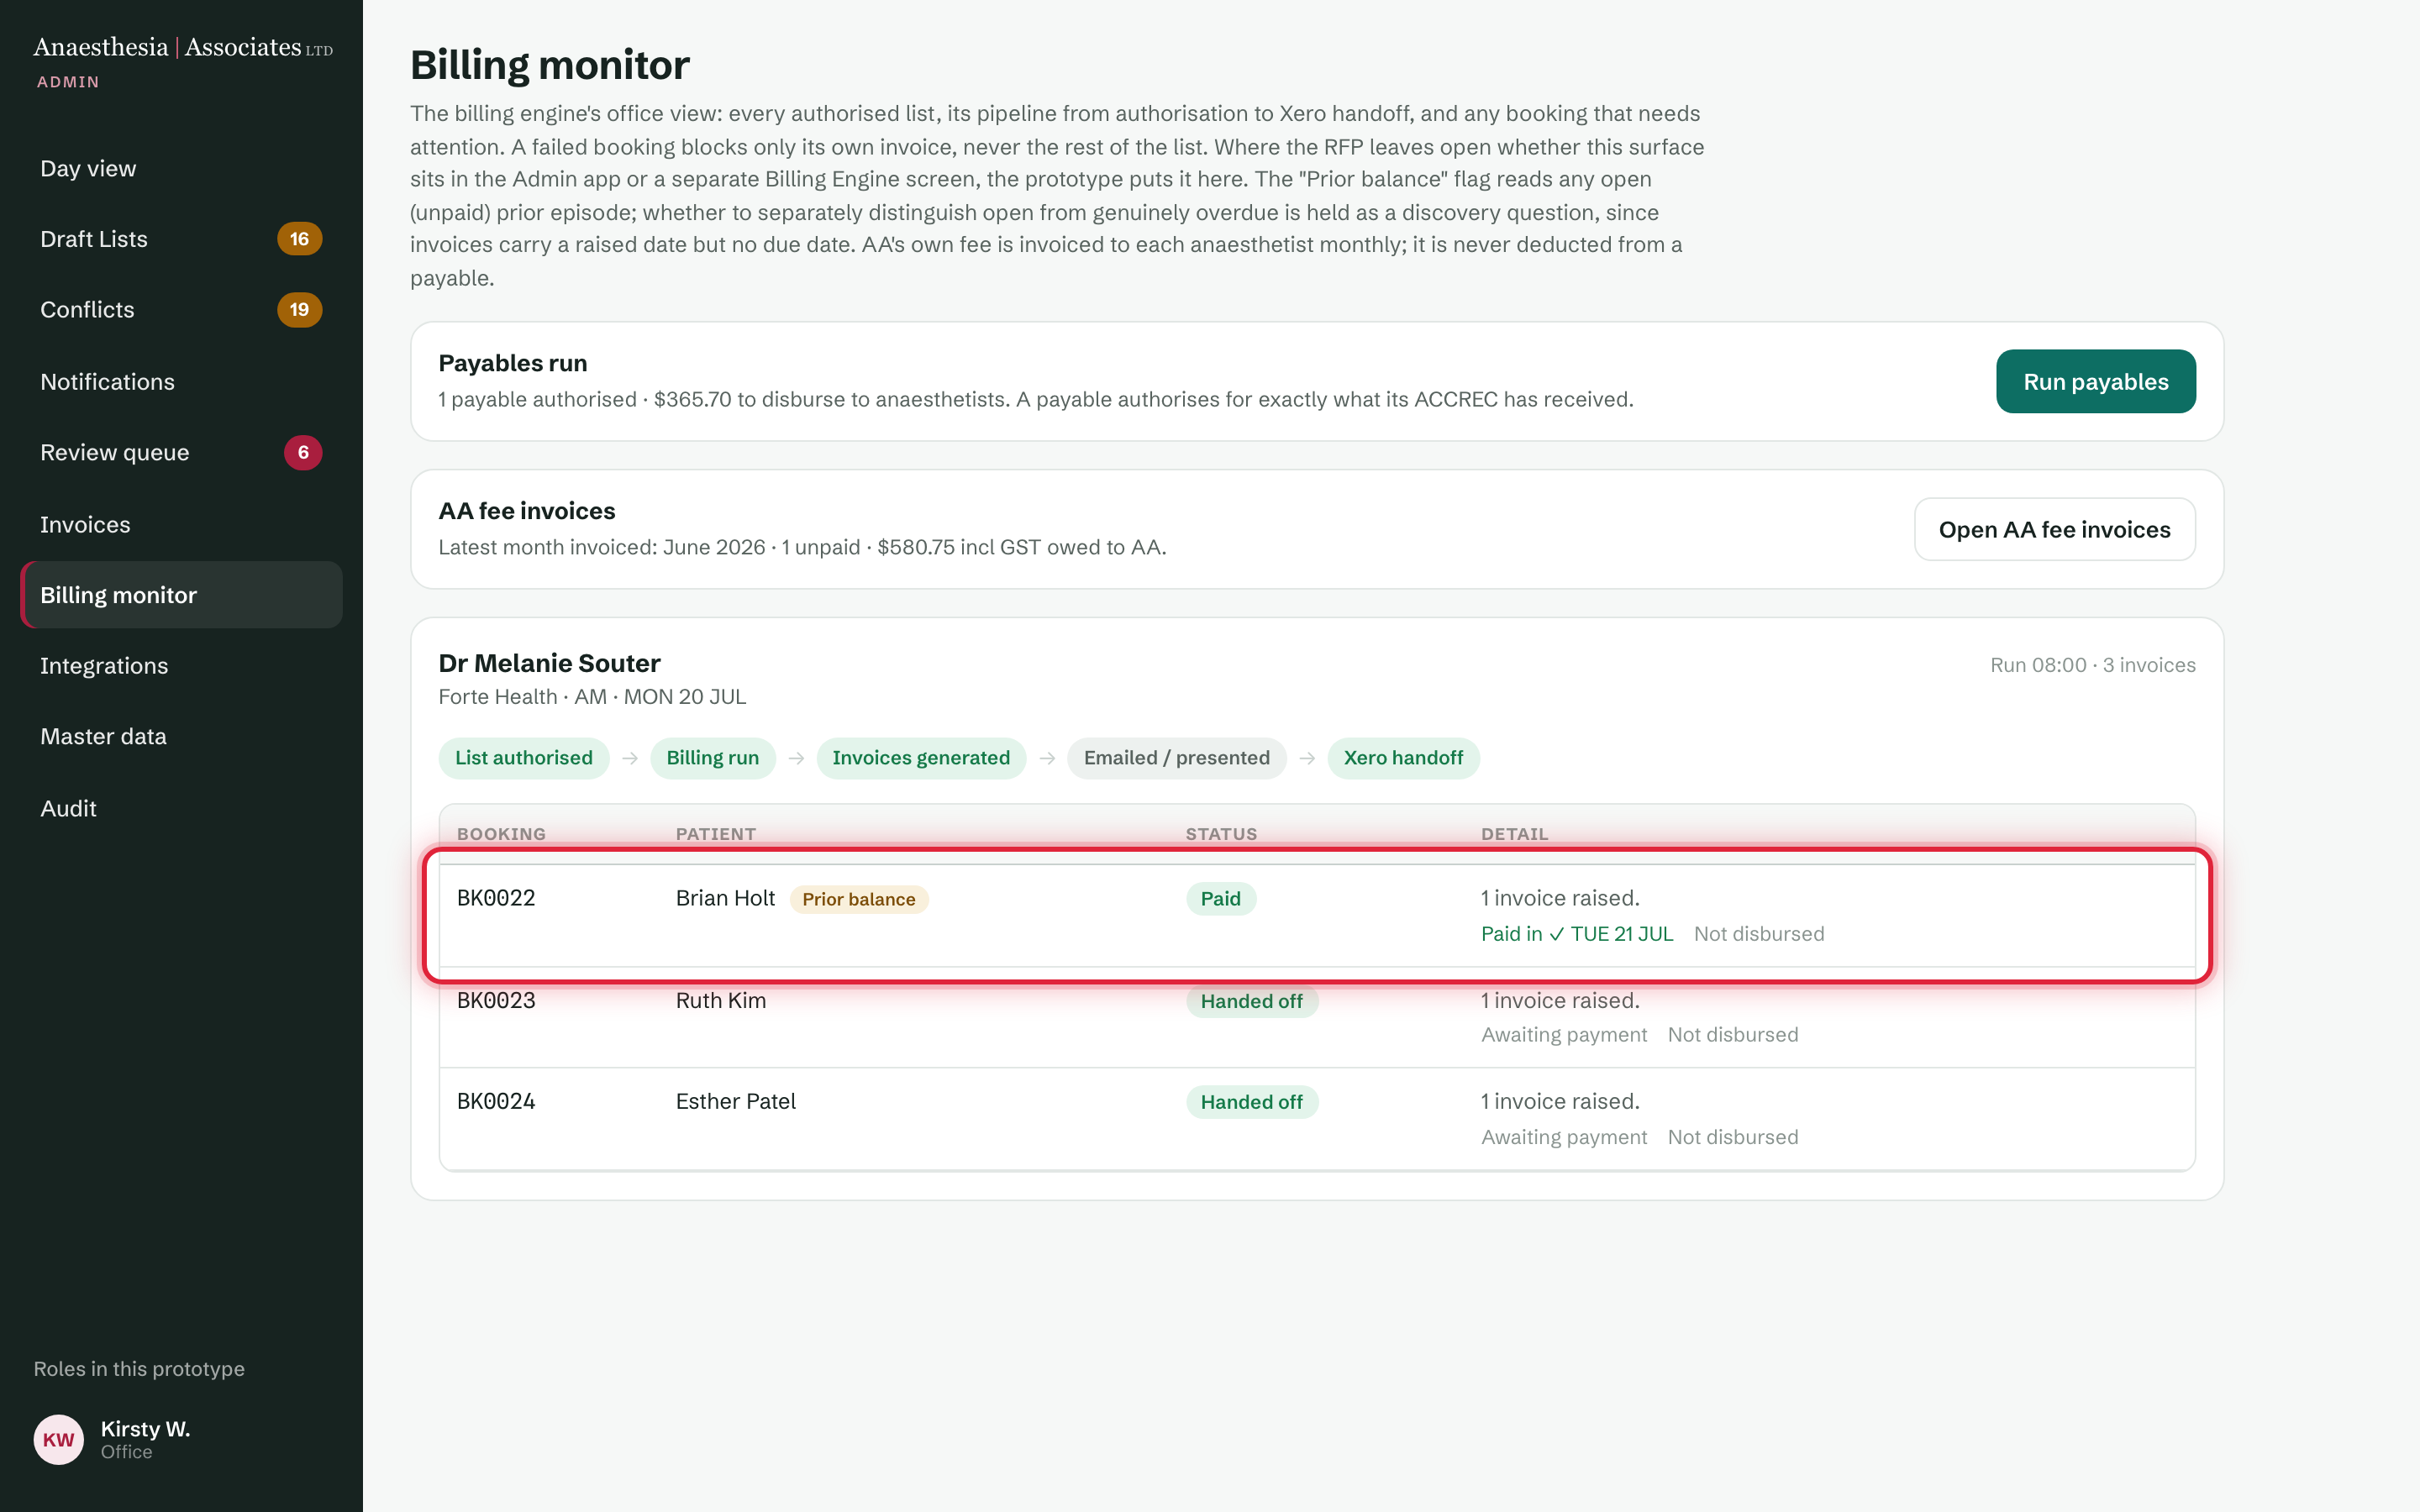 Anaesthesia | Associates LTD
ADMIN
Day view
Draft Lists 16
Conflicts 19
Notifications
Review queue 6
Invoices
Billing monitor
Integrations
Master data
Audit
Roles in this prototype
KW
Kirsty W.
Office
Billing monitor
The billing engine's office view: every authorised list, its pipeline from authorisation to Xero handoff, and any booking that needs
attention. A failed booking blocks only its own invoice, never the rest of the list. Where the RFP leaves open whether this surface
sits in the Admin app or a separate Billing Engine screen, the prototype puts it here. The "Prior balance" flag reads any open
(unpaid) prior episode; whether to separately distinguish open from genuinely overdue is held as a discovery question, since
invoices carry a raised date but no due date. AA's own fee is invoiced to each anaesthetist monthly; it is never deducted from a
payable.
Payables run
1 payable authorised · $365.70 to disburse to anaesthetists. A payable authorises for exactly what its ACCREC has received.
Run payables
AA fee invoices
Latest month invoiced: June 2026 · 1 unpaid · $580.75 incl GST owed to AA.
Open AA fee invoices
Dr Melanie Souter
Run 08:00 · 3 invoices
Forte Health · AM · MON 20 JUL
List authorised → Billing run → Invoices generated → Emailed / presented → Xero handoff
BOOKING PATIENT STATUS DETAIL
BK0022 Brian Holt Prior balance Paid 1 invoice raised.
Paid in ✓ TUE 21 JUL Not disbursed
BK0023 Ruth Kim Handed off 1 invoice raised.
Awaiting payment Not disbursed
BK0024 Esther Patel Handed off 1 invoice raised.
Awaiting payment Not disbursed